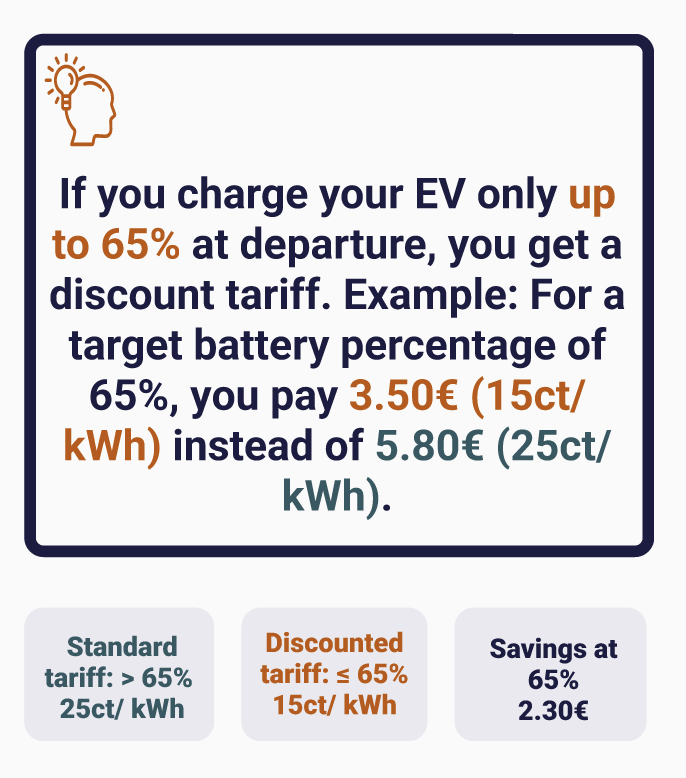 If you charge your EV only up
to 65% at departure, you get a
discount tariff. Example: For a
target battery percentage of
65%, you pay 3.50€ (15ct/
kWh) instead of 5.80€ (25ct/
kWh).
Standard
tariff: > 65%
25ct/ kWh
Discounted
tariff: ≤ 65%
15ct/ kWh
Savings at
65%
2.30€